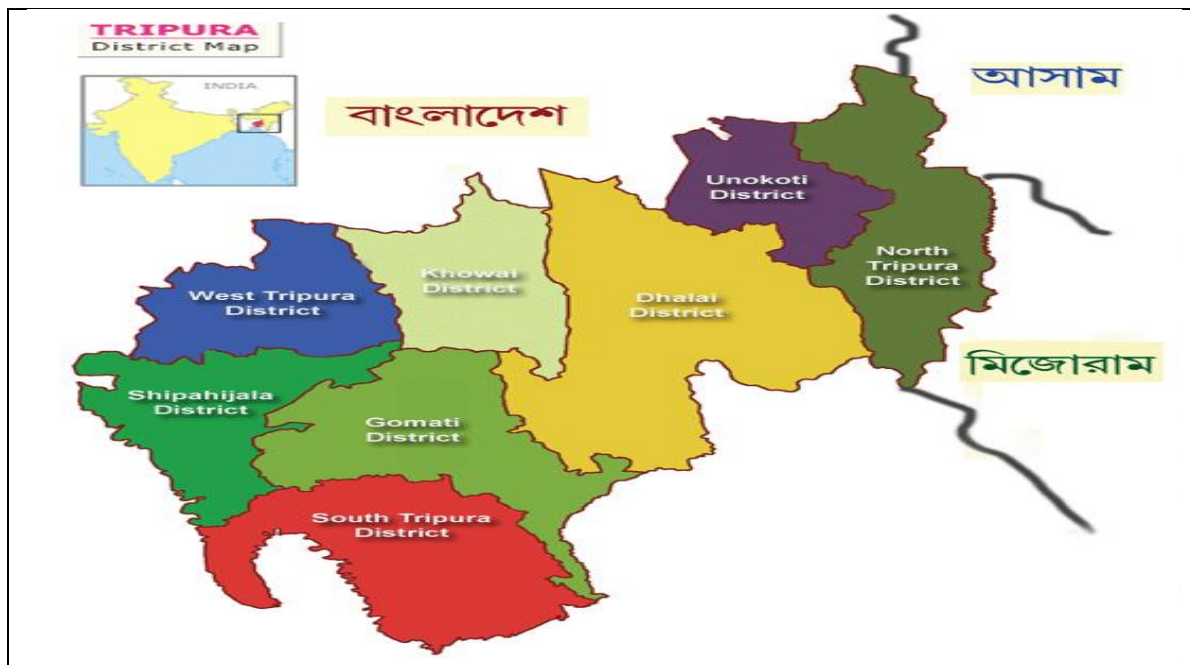 TRIPURA
District Map
INDIA
বাংলাদেশ
আসাম
Unokoti
District
North
Tripura
District
Khowai
District
West Tripura
District
Dhalai
District
মিজোরাম
Shipahijala
District
Gomati
District
South Tripura
District